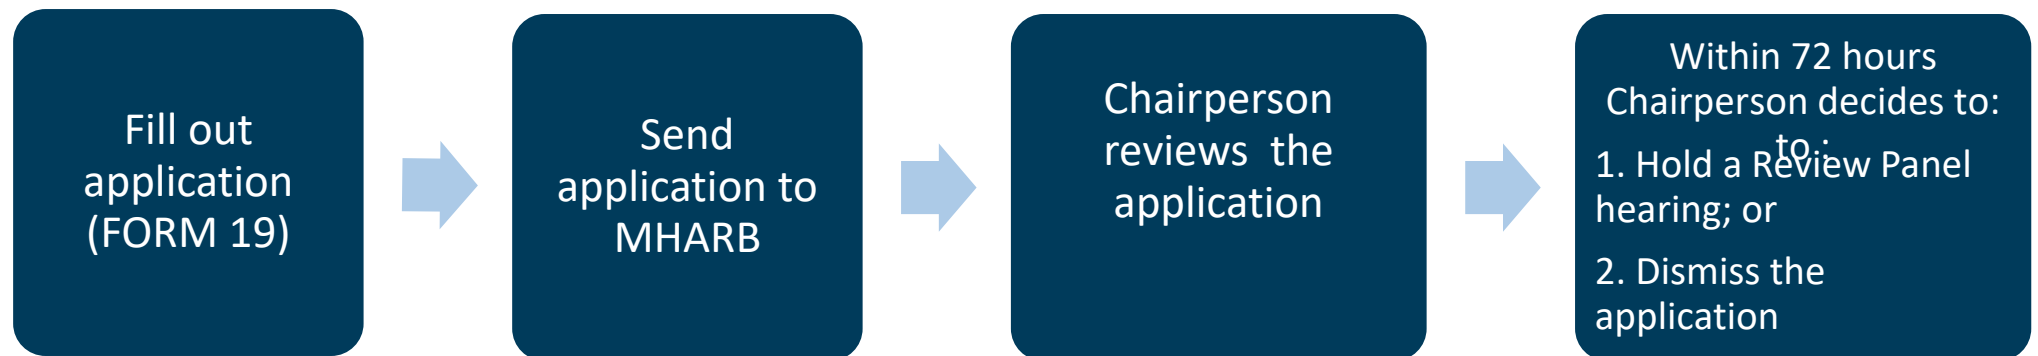 Fill out
application
(FORM 19)
Send
application to
MHARB
Chairperson
reviews  the
application
Within 72 hours
Chairperson decides to:
to :
1. Hold a Review Panel
hearing; or
2. Dismiss the
application